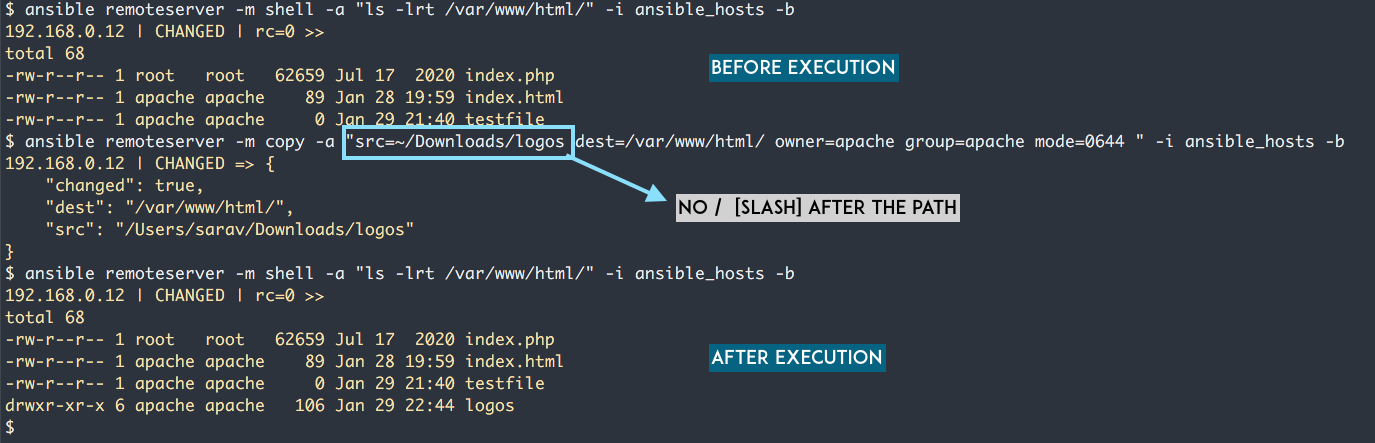 $ ansible remoteserver -m shell -a "ls -lrt /var/www/html/" -i ansible_hosts -b
192.168.0.12 | CHANGED | rc=0 >>
total 68
-rw-r--r-- 1 root   root   62659 Jul 17  2020 index.php
BEFORE EXECUTION
-rw-r--r-- 1 apache apache    89 Jan 28 19:59 index.html
-rw-r--r-- 1 apache apache     0 Jan 29 21:40 testfile
$ ansible remoteserver -m copy -a "src=~/Downloads/logos dest=/var/www/html/ owner=apache group=apache mode=0644 " -i ansible_hosts -b
192.168.0.12 | CHANGED => {
    "changed": true,
    "dest": "/var/www/html/",
NO / [SLASH] AFTER THE PATH
    "src": "/Users/sarav/Downloads/logos"
}
$ ansible remoteserver -m shell -a "ls -lrt /var/www/html/" -i ansible_hosts -b
192.168.0.12 | CHANGED | rc=0 >>
total 68
-rw-r--r-- 1 root   root   62659 Jul 17  2020 index.php
-rw-r--r-- 1 apache apache    89 Jan 28 19:59 index.html
AFTER EXECUTION
-rw-r--r-- 1 apache apache     0 Jan 29 21:40 testfile
drwxr-xr-x 6 apache apache   106 Jan 29 22:44 logos
$